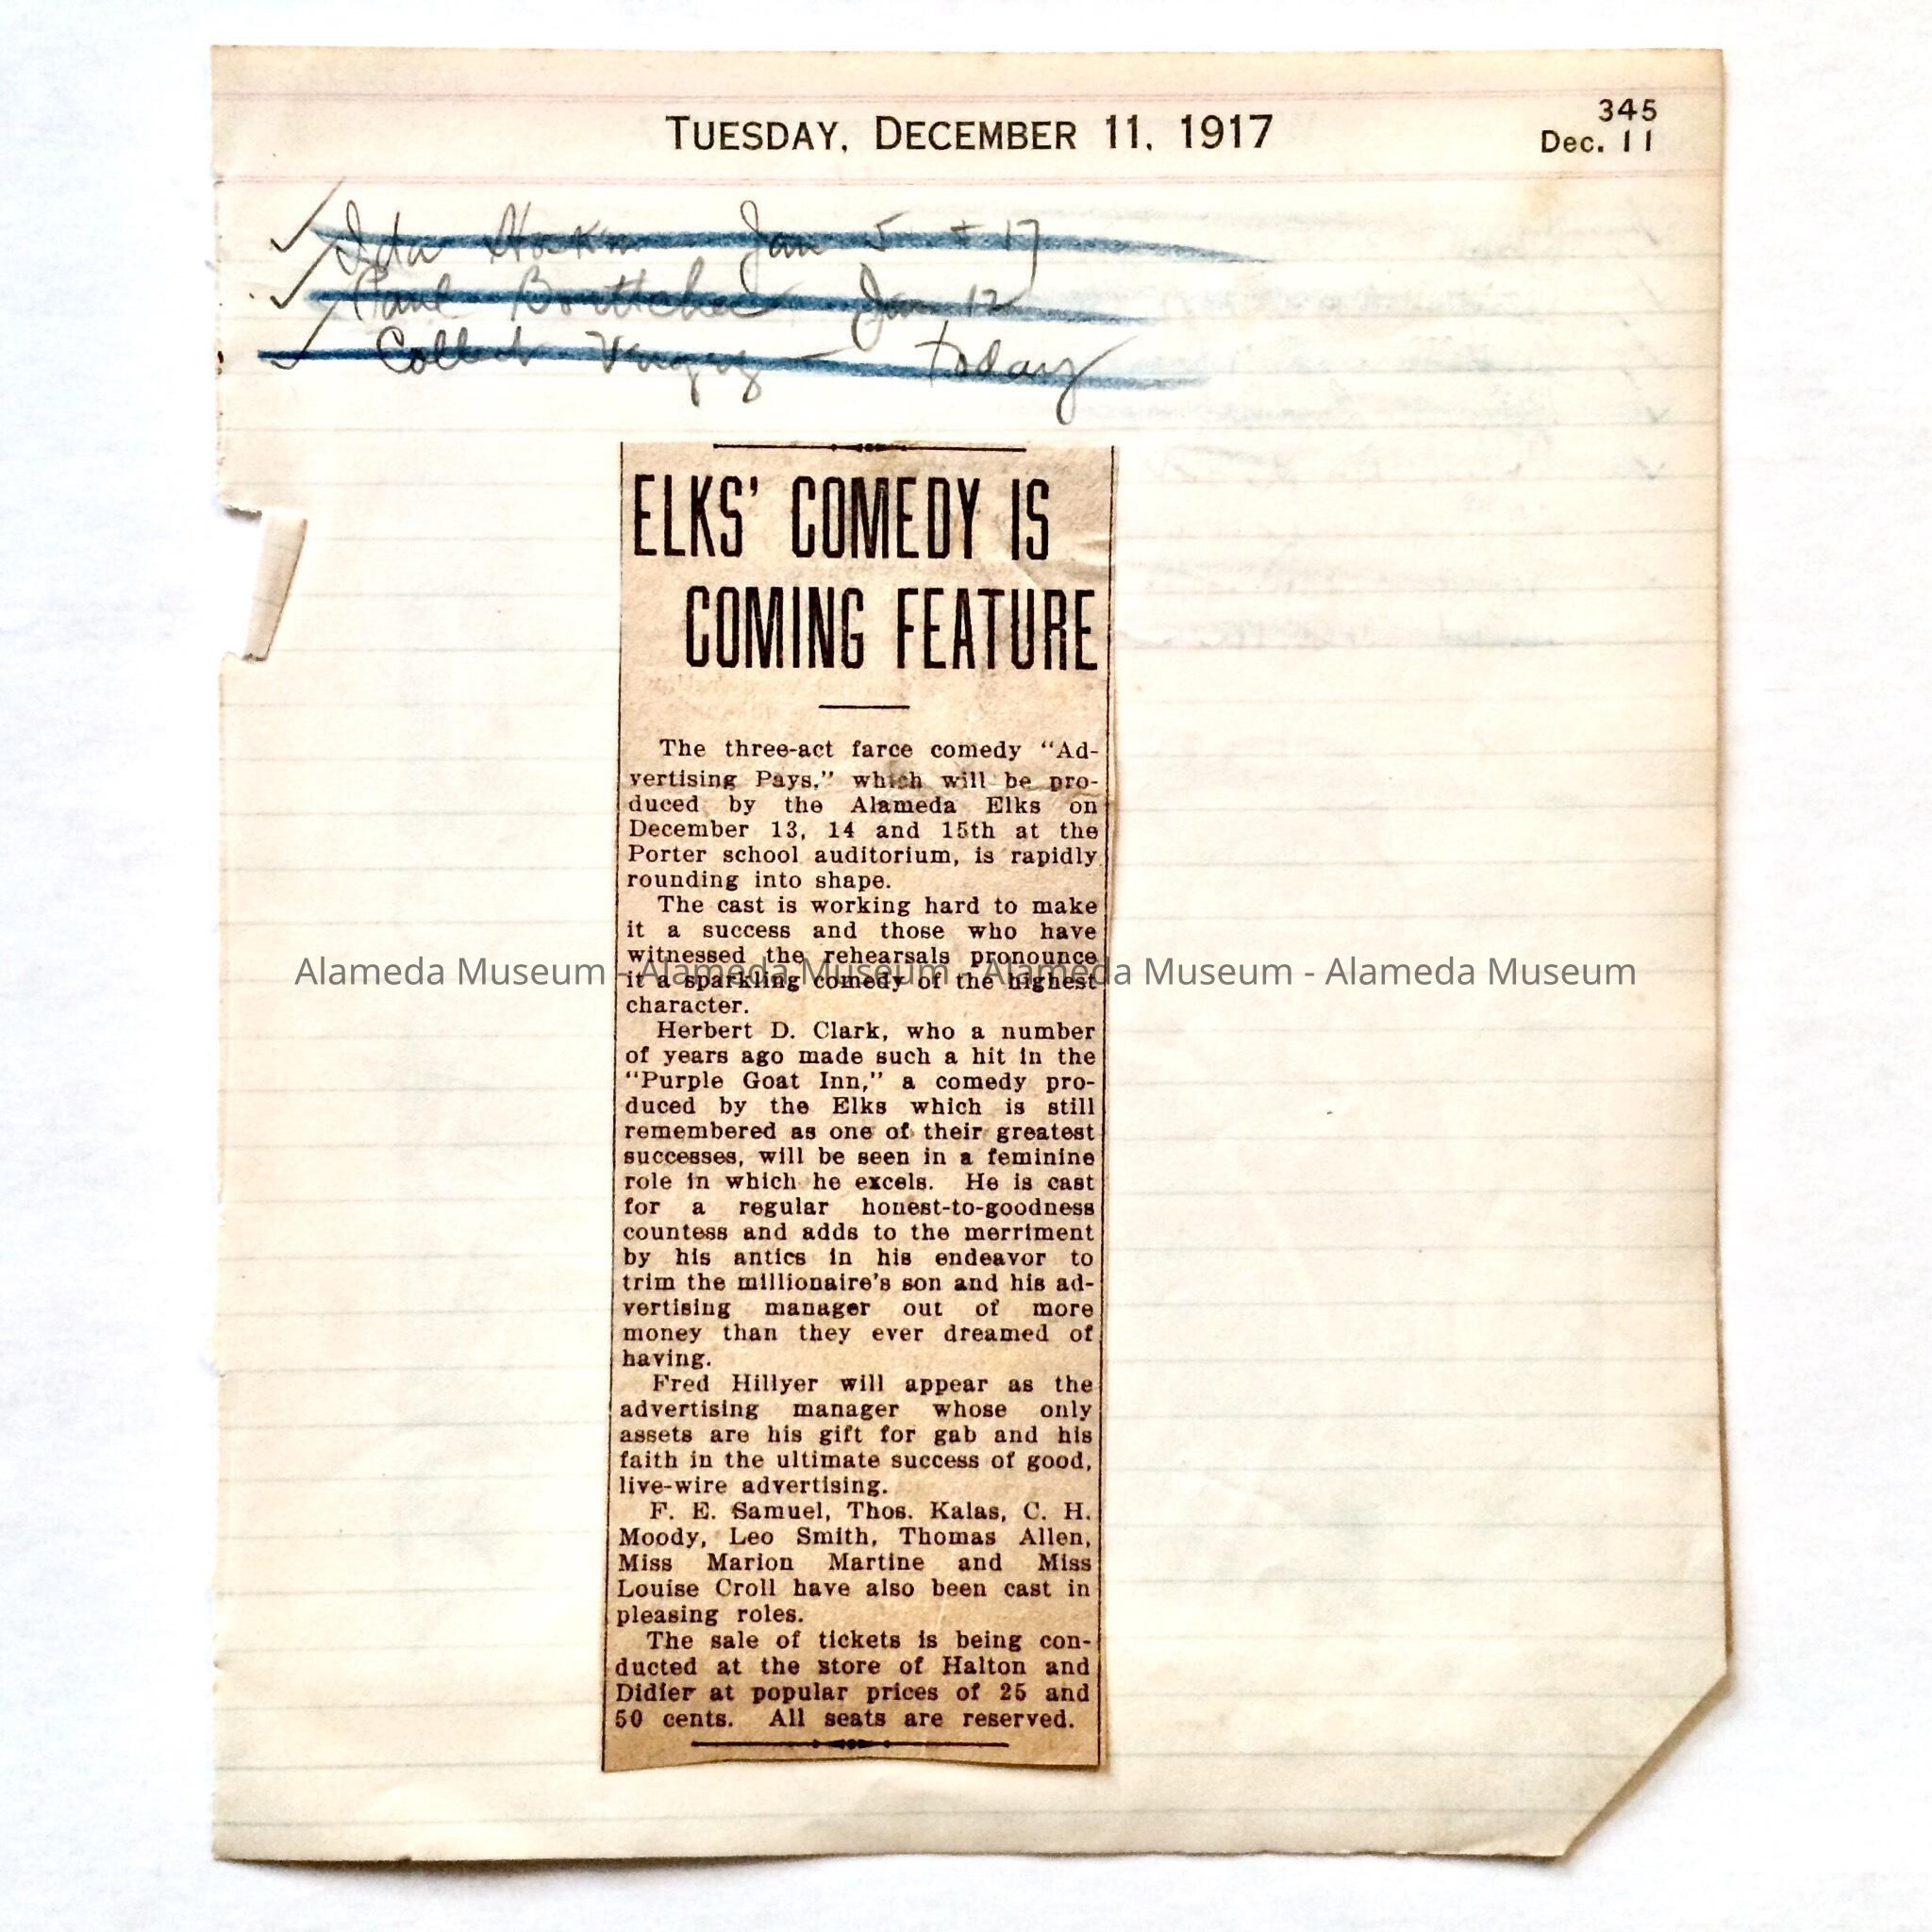 345
TUESDAY, DECEMBER 11, 1917
Dec. 11
Ida Jan 5 + 17
Paul Jan 12
Collect today
ELKS' COMEDY IS
COMING FEATURE
The three-act farce comedy "Ad-
vertising Pays," which will be pro-
duced by the Alameda Elks on
December 13, 14 and 15th at the
Porter school auditorium, is rapidly
rounding into shape.
The cast is working hard to make
it a success and those who have
witnessed the rehearsals pronounce
Alameda Museum - Alameda Museum - Alameda Museum - Alameda Museum
it a sparkling comedy of the highest
character.
Herbert D. Clark, who a number
of years ago made such a hit in the
"Purple Goat Inn," a comedy pro-
duced by the Elks which is still
remembered as one of their greatest
successes, will be seen in a feminine
role in which he excels. He is cast
for a regular honest-to-goodness
countess and adds to the merriment
by his antics in his endeavor to
trim the millionaire's son and his ad-
vertising manager out of more
money than they ever dreamed of
having.
Fred Hillyer will appear as the
advertising manager whose only
assets are his gift for gab and his
faith in the ultimate success of good,
live-wire advertising.
F. E. Samuel, Thos. Kalas, C. H.
Moody, Leo Smith, Thomas Allen,
Miss Marion Martine and Miss
Louise Croll have also been cast in
pleasing roles.
The sale of tickets is being con-
ducted at the store of Halton and
Didier at popular prices of 25 and
50 cents. All seats are reserved.